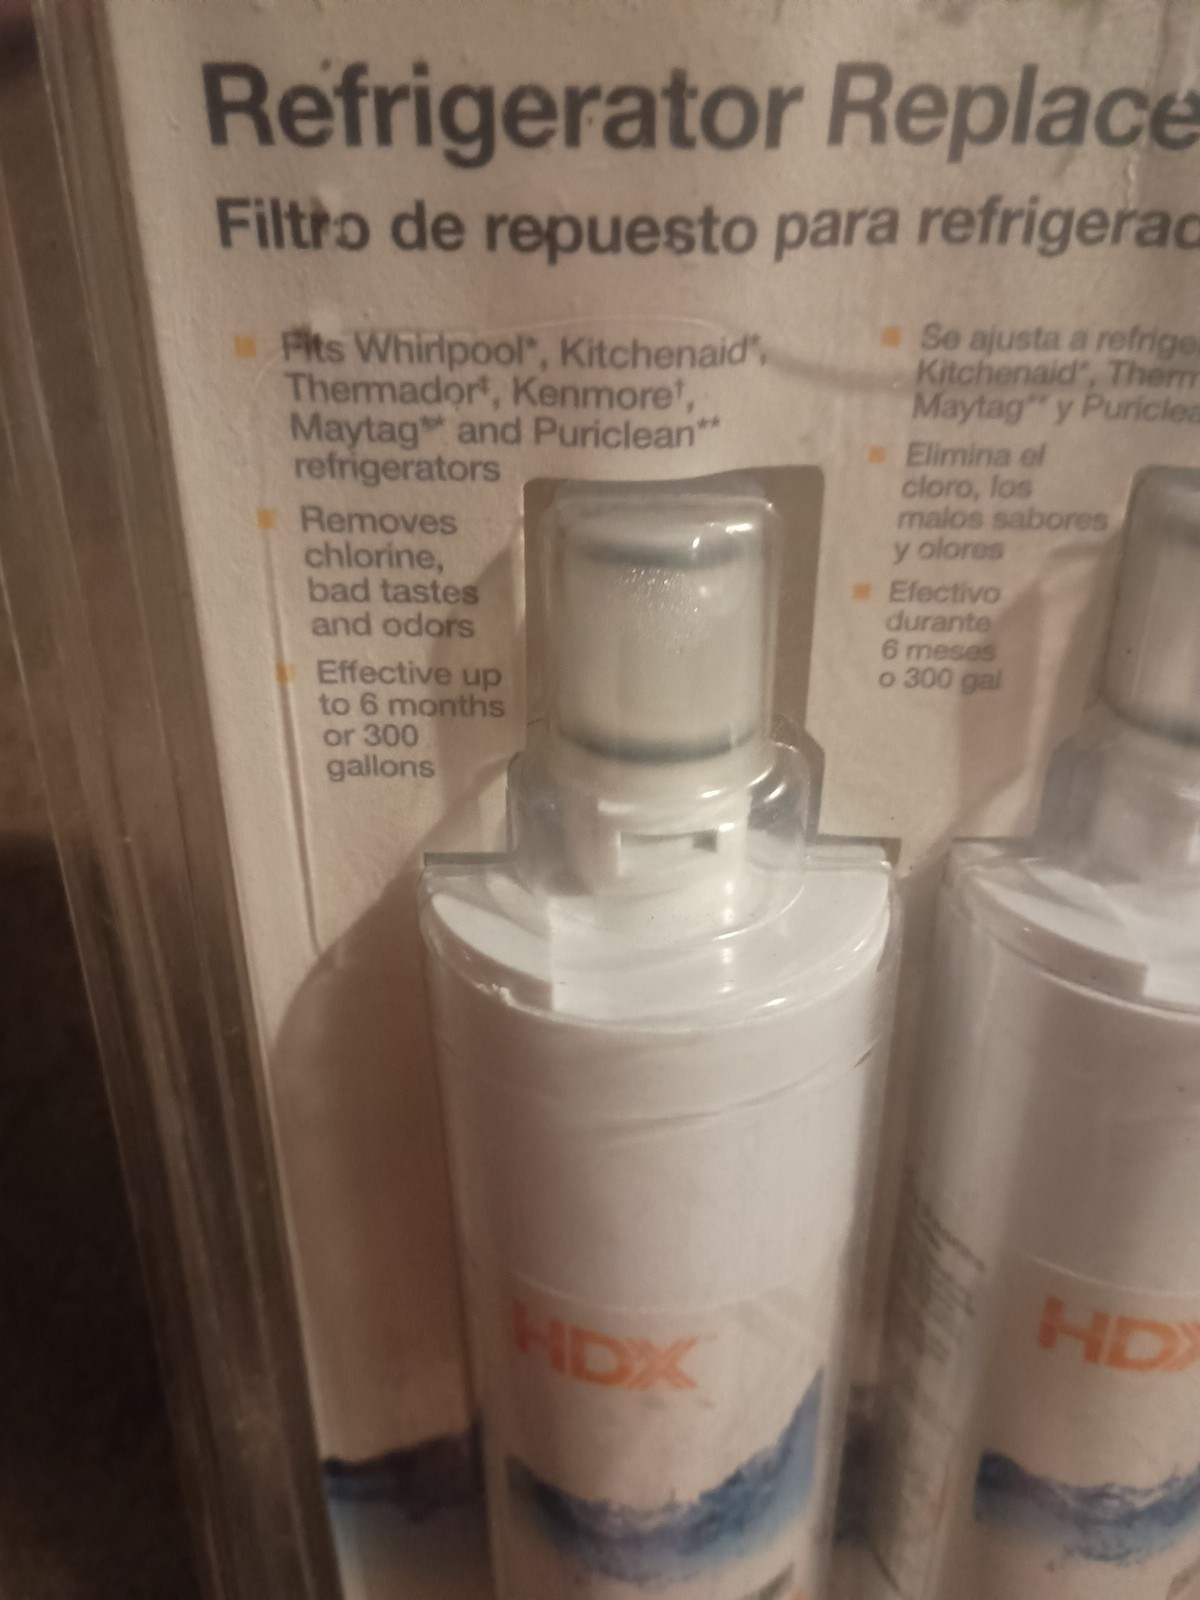 Refrigerator Replace
Filtro de repuesto para refrigerad
Fits Whirlpool*, Kitchenaid*,
Thermador‡, Kenmore†,
Maytag** and Puriclean**
refrigerators
Removes
chlorine,
bad tastes
and odors
Effective up
to 6 months
or 300
gallons
Se ajusta a refrige
Kitchenaid*, Therm
Maytag** y Puriclea
Elimina el
cloro, los
malos sabores
y olores
Efectivo
durante
6 meses
o 300 gal
HDX
HDX